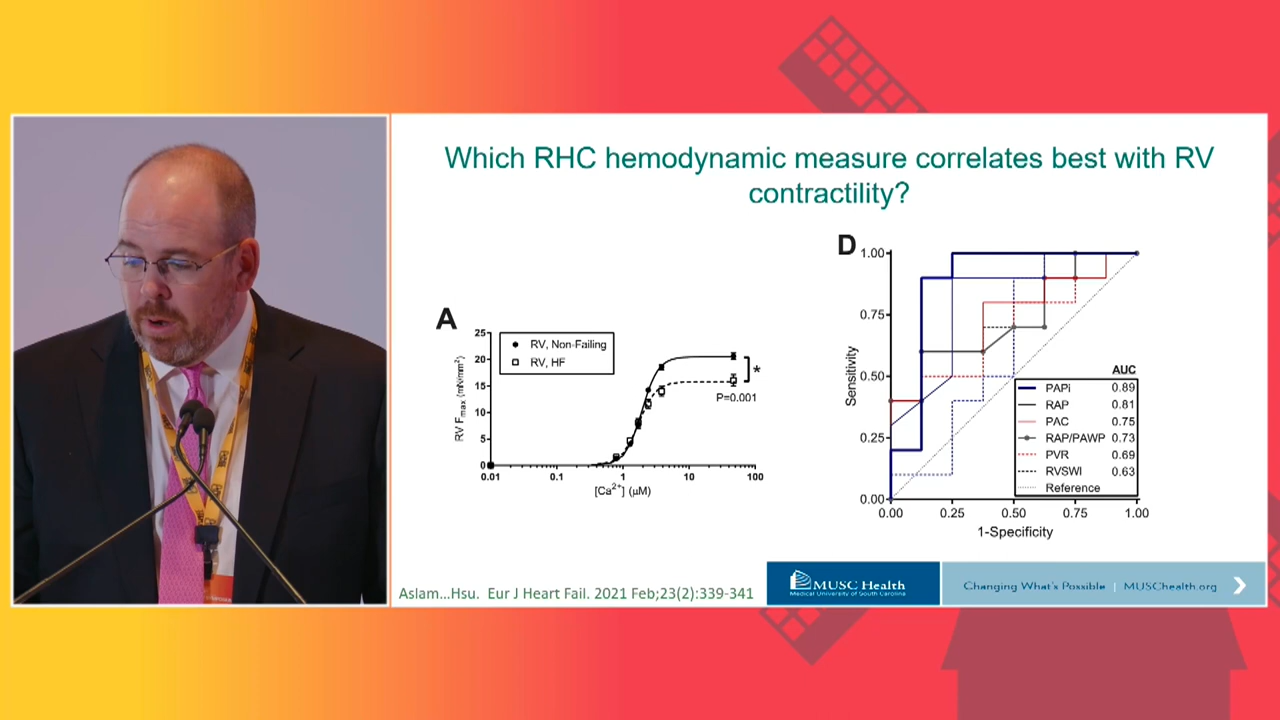 Which RHC hemodynamic measure correlates best with RV
contractility?
A
25
20
15
10
5
0
RV Fmax (mN/mm²)
RV, Non-Failing
RV, HF
*
P=0.001
0.01
0.1
1
10
100
[Ca2+] (μM)
D
1.00
0.75
0.50
0.25
0.00
Sensitivity
AUC
PAPi 0.89
RAP 0.81
PAC 0.75
RAP/PAWP 0.73
PVR 0.69
RVSWI 0.63
Reference
0.00
0.25
0.50
0.75
1.00
1-Specificity
Aslam...Hsu. Eur J Heart Fail. 2021 Feb;23(2):339-341
MUSC Health
Medical University of South Carolina
Changing What's Possible | MUSChealth.org